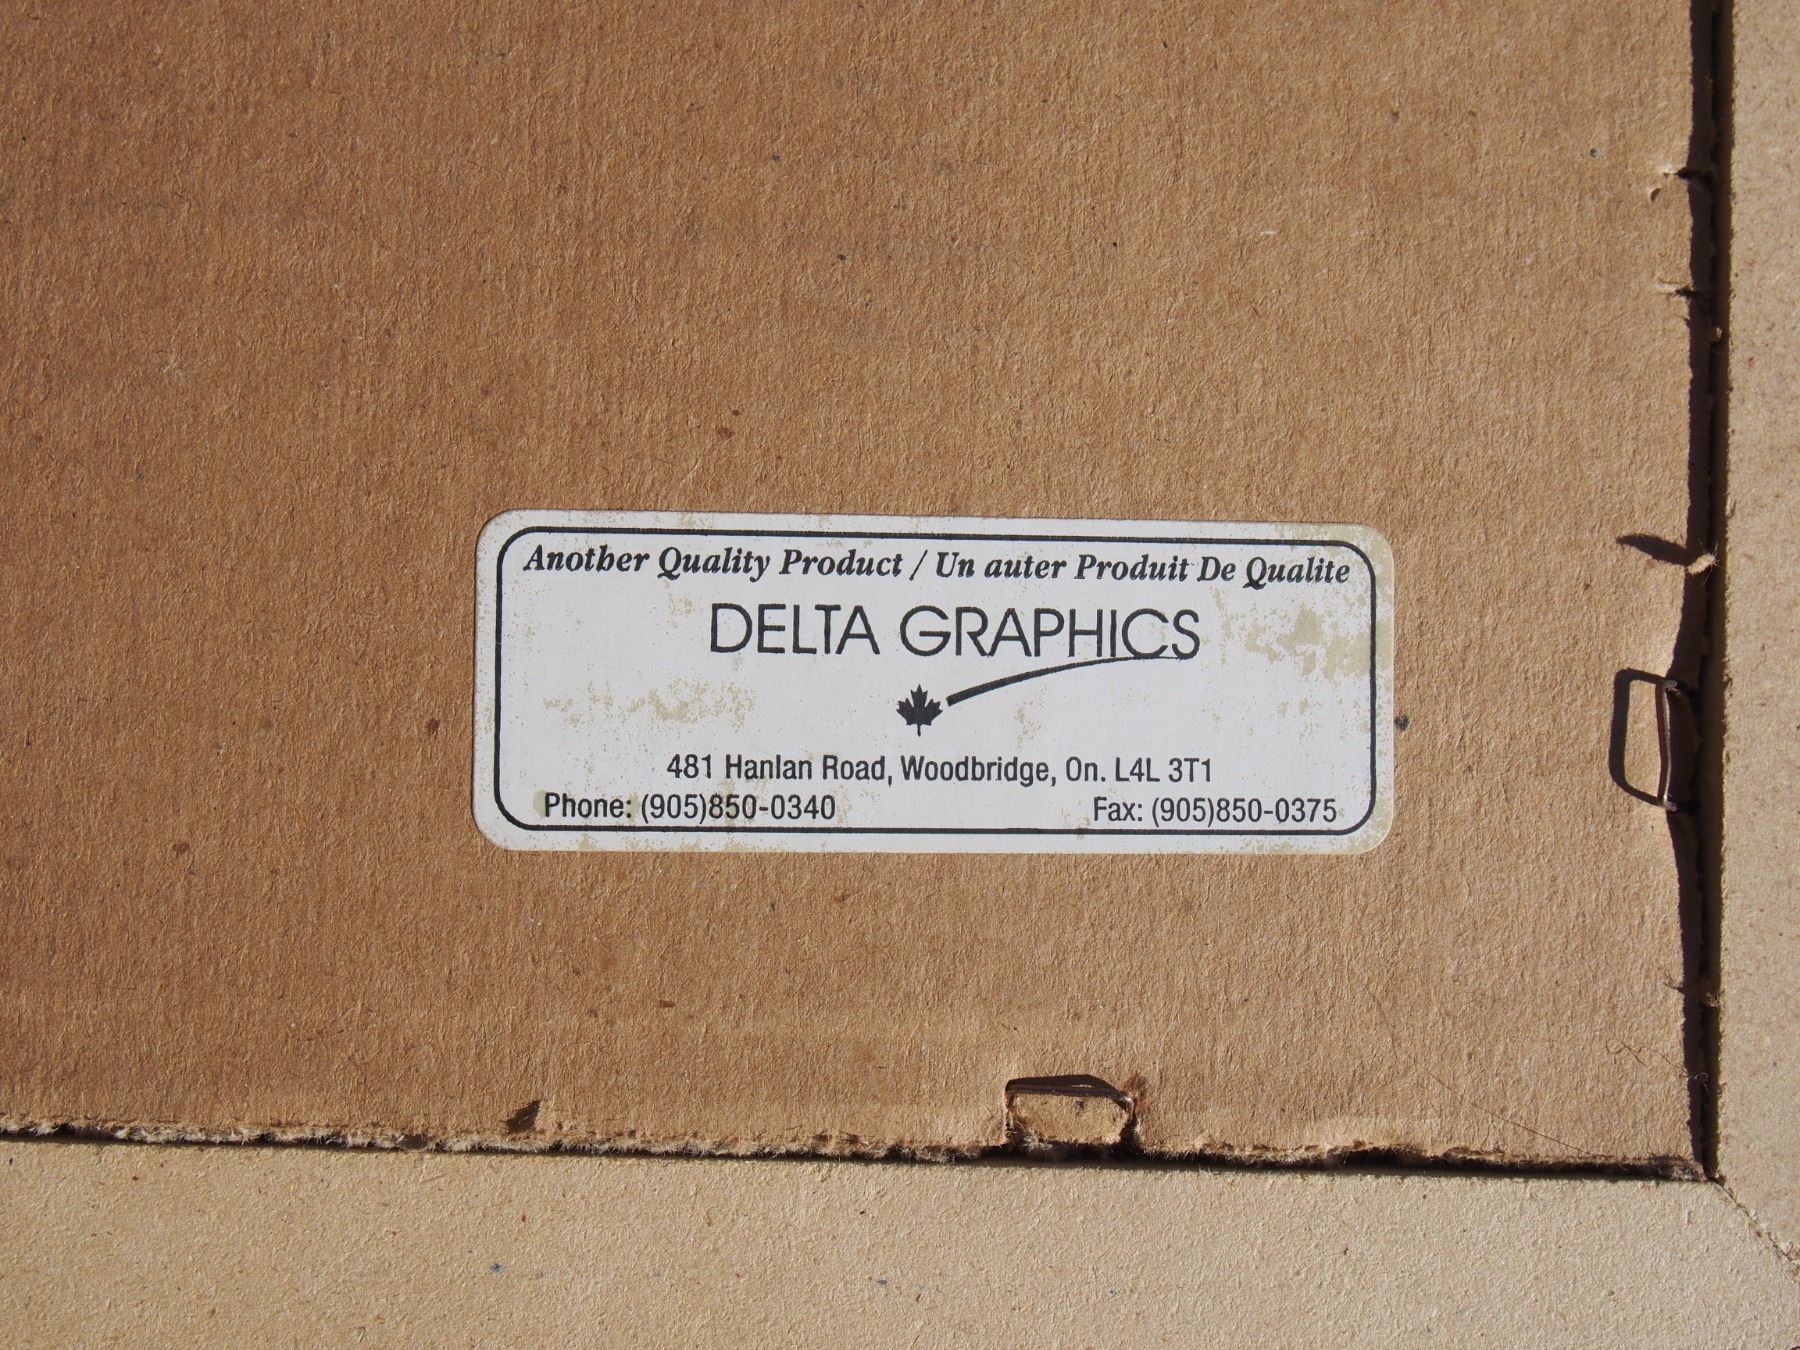 Another Quality Product / Un auter Produit De Qualite
DELTA GRAPHICS
481 Hanlan Road, Woodbridge, On. L4L 3T1
Phone: (905)850-0340 Fax: (905)850-0375